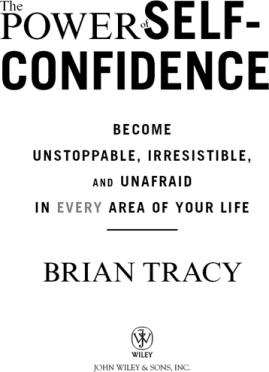 The
POWER of SELF-
CONFIDENCE
BECOME
UNSTOPPABLE, IRRESISTIBLE,
AND UNAFRAID
IN EVERY AREA OF YOUR LIFE
BRIAN TRACY
WILEY
JOHN WILEY & SONS, INC.